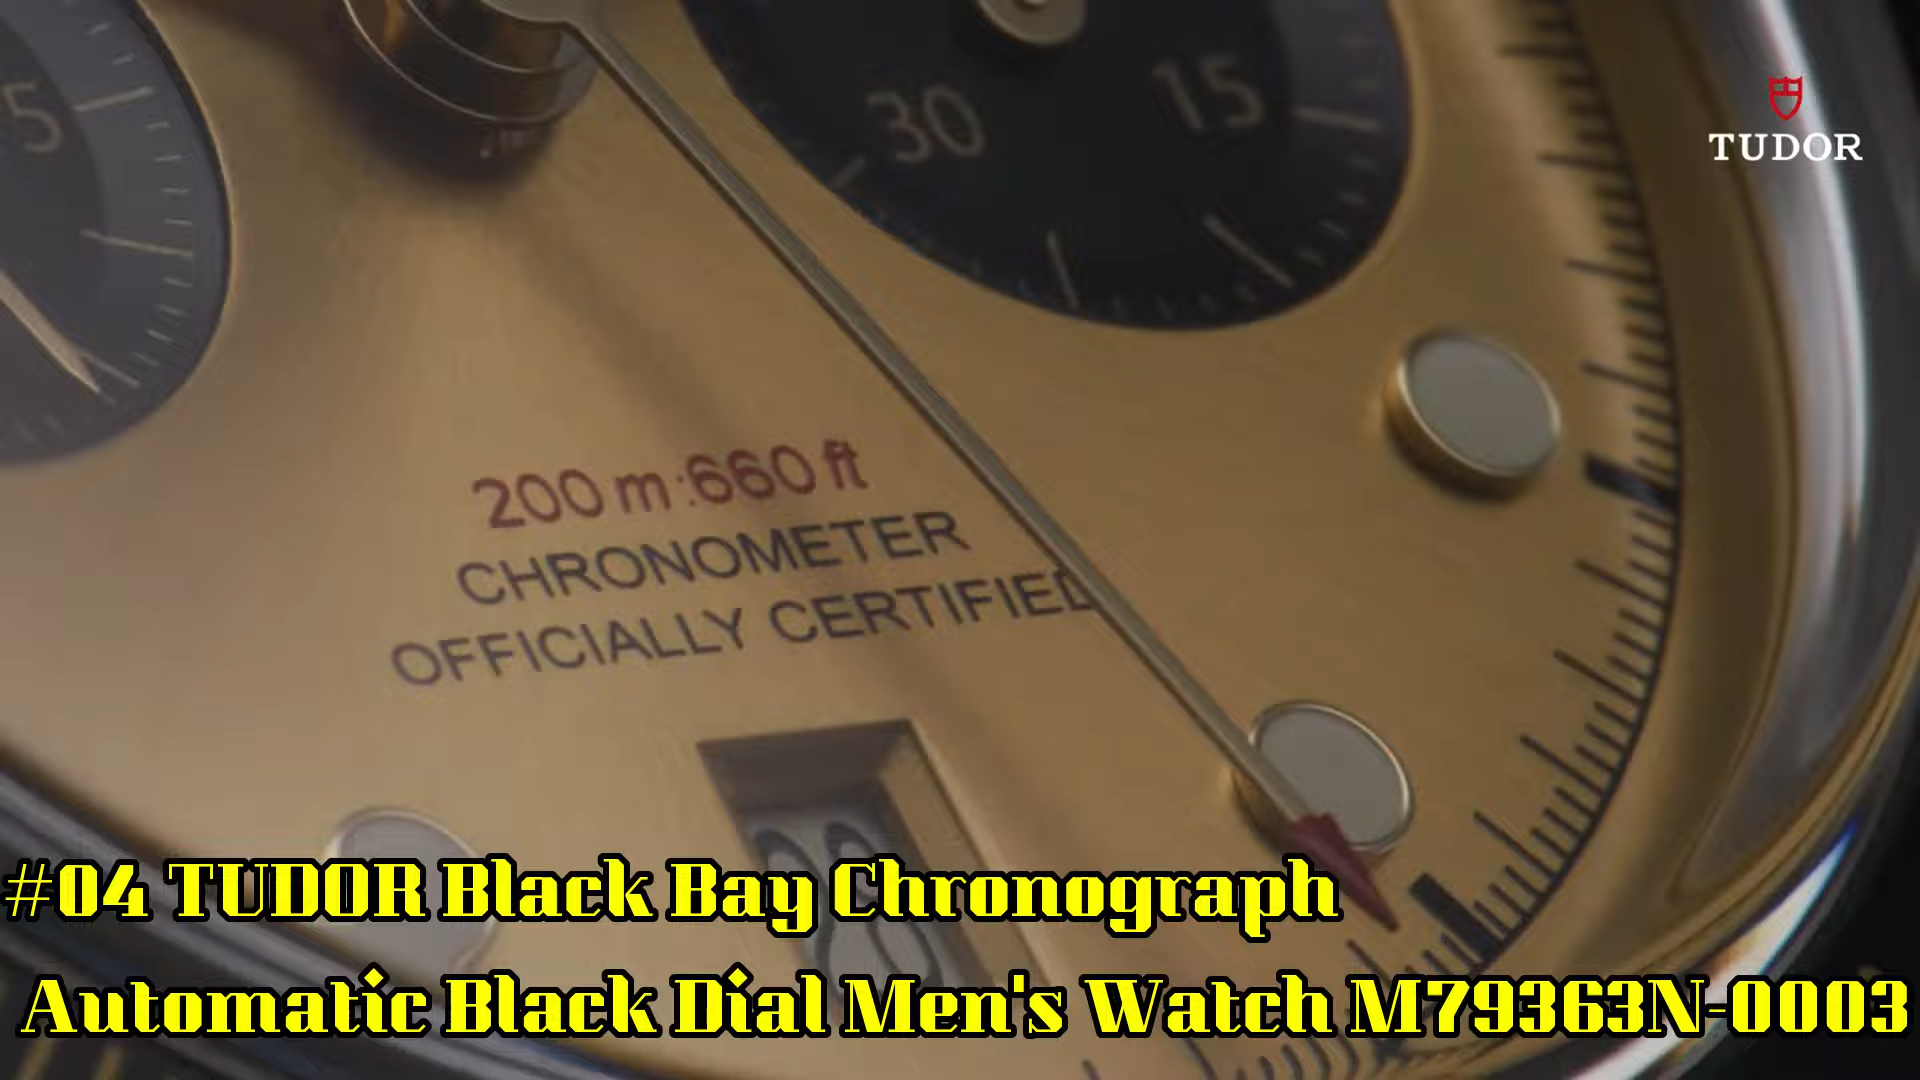 5
30
15
TUDOR
200 m:660 ft
CHRONOMETER
OFFICIALLY CERTIFIED
#04 TUDOR Black Bay Chronograph
Automatic Black Dial Men's Watch M79363N-0003